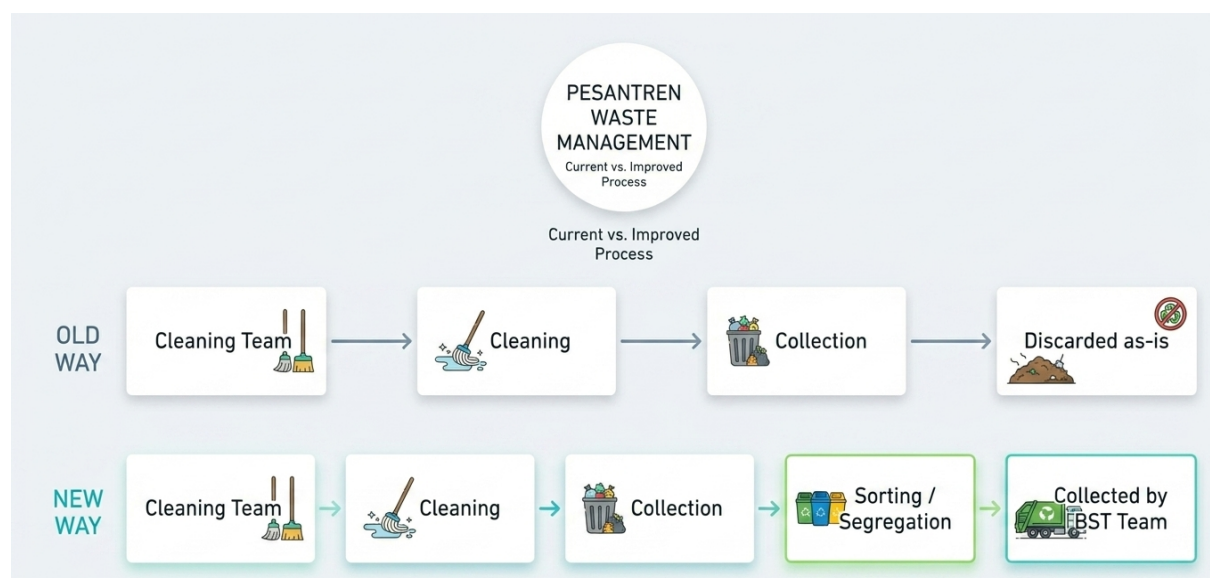 PESANTREN
WASTE
MANAGEMENT
Current vs. Improved
Process
Current vs. Improved
Process
OLD
WAY
Cleaning Team
Cleaning
Collection
Discarded as-is
NEW
WAY
Cleaning Team
Cleaning
Collection
Sorting /
Segregation
Collected by
BST Team